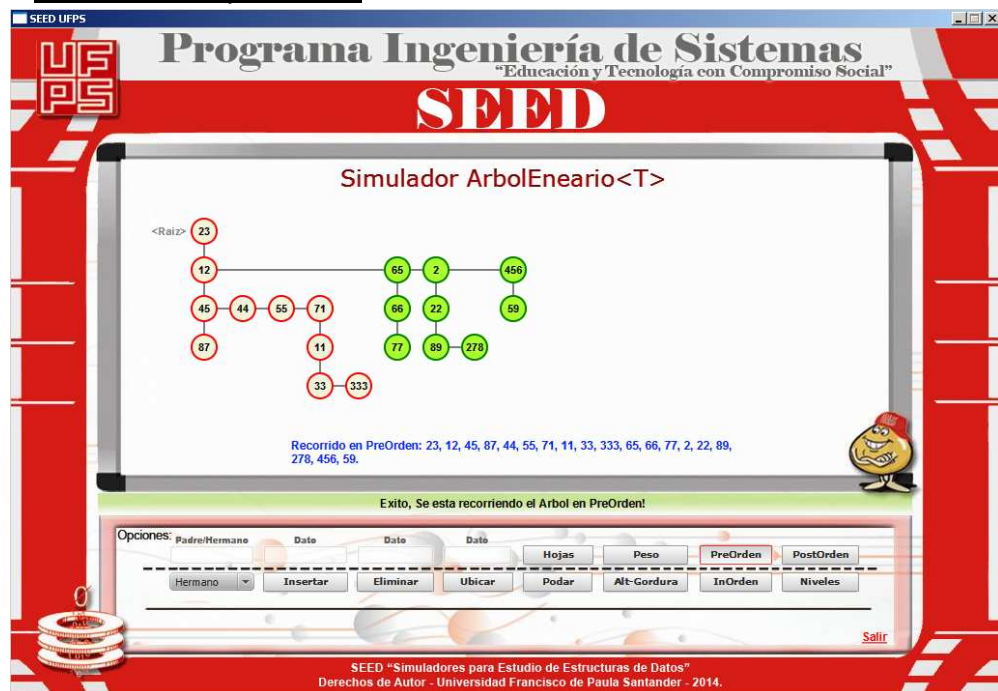 SEED UFPS
UF
PS
Programa Ingeniería de Sistemas
“Educación y Tecnología con Compromiso Social”
SEED
Simulador ArbolEneario<T>
<Raiz> 23
12 65 2 456
45 44 55 71 66 22 59
87 11 77 89 278
33 333
Recorrido en PreOrden: 23, 12, 45, 87, 44, 55, 71, 11, 33, 333, 65, 66, 77, 2, 22, 89,
278, 456, 59.
Exito, Se esta recorriendo el Arbol en PreOrden!
Opciones: Padre/Hermano Dato Dato Dato
Hojas Peso PreOrden PostOrden
Hermano Insertar Eliminar Ubicar Podar Alt-Gordura InOrden Niveles
Salir
SEED “Simuladores para Estudio de Estructuras de Datos”
Derechos de Autor - Universidad Francisco de Paula Santander - 2014.